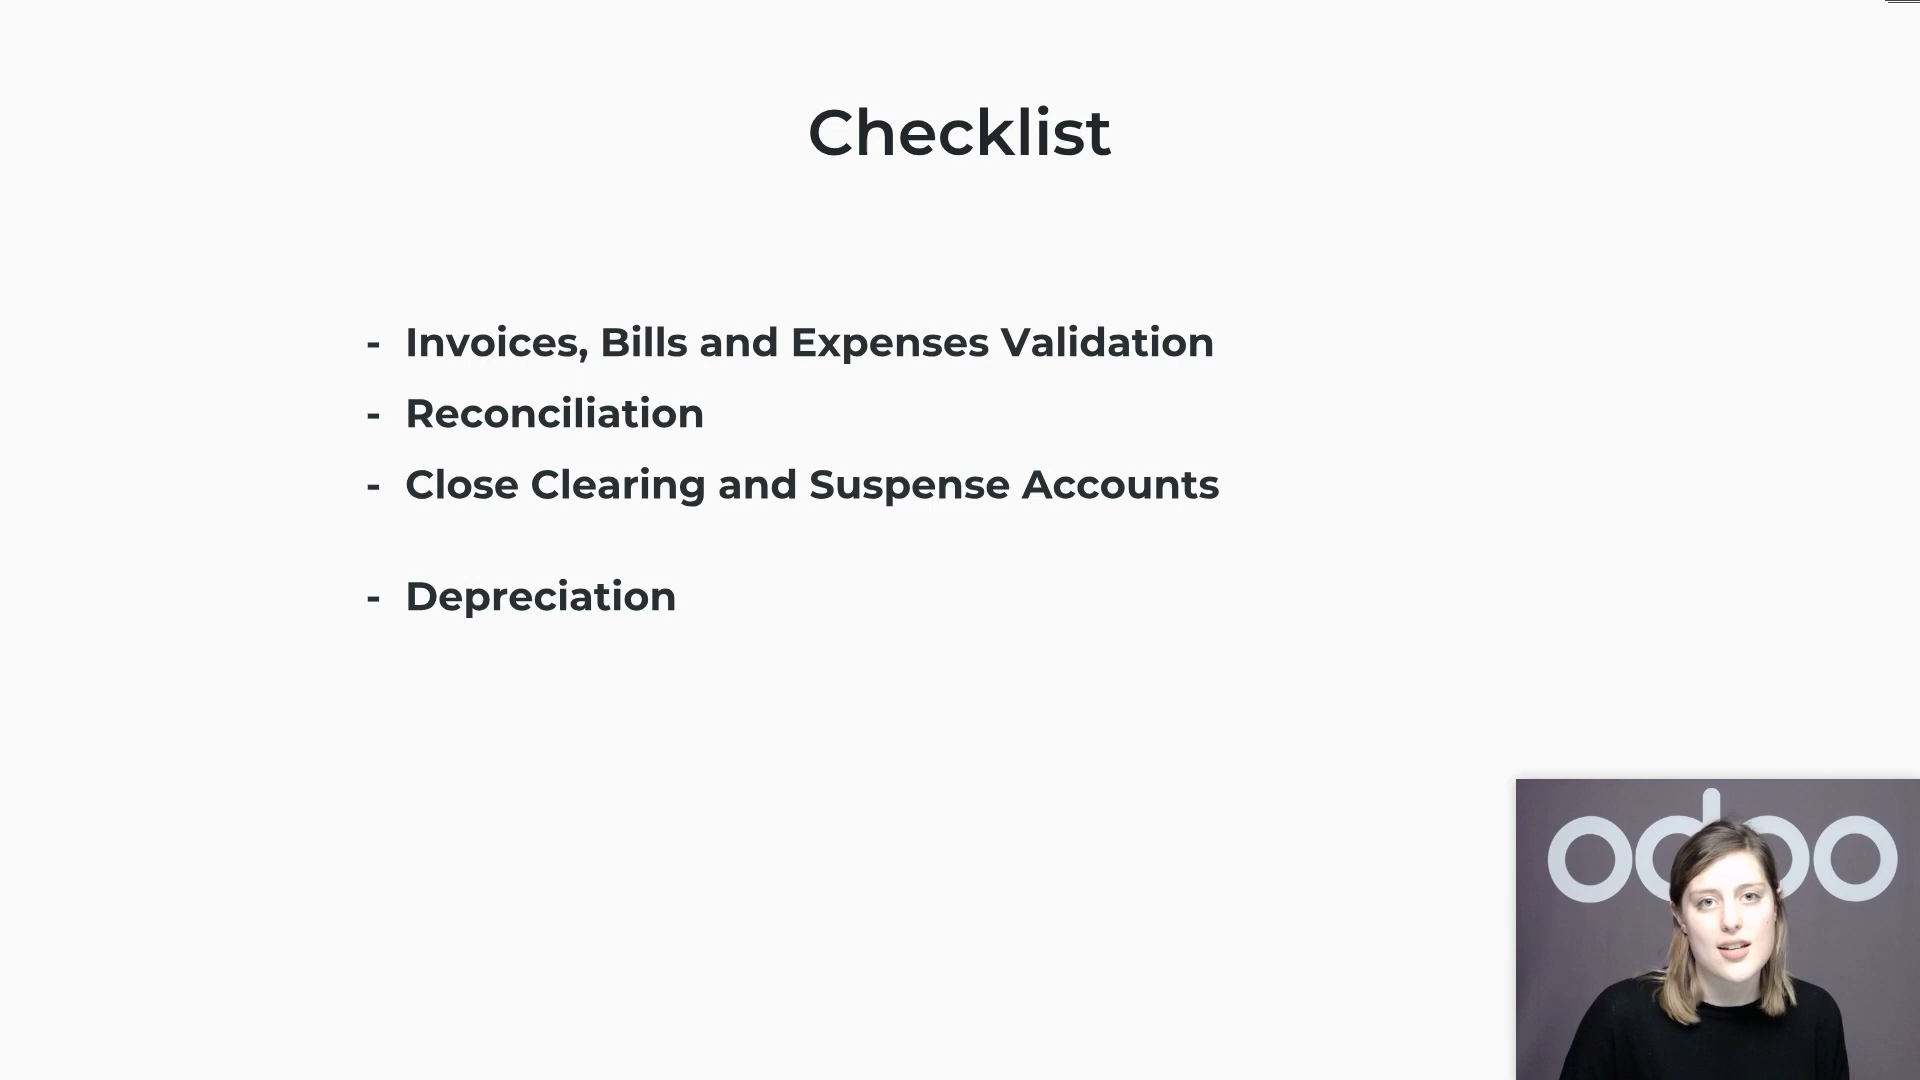 Checklist
- Invoices, Bills and Expenses Validation
- Reconciliation
- Close Clearing and Suspense Accounts
- Depreciation
odoo